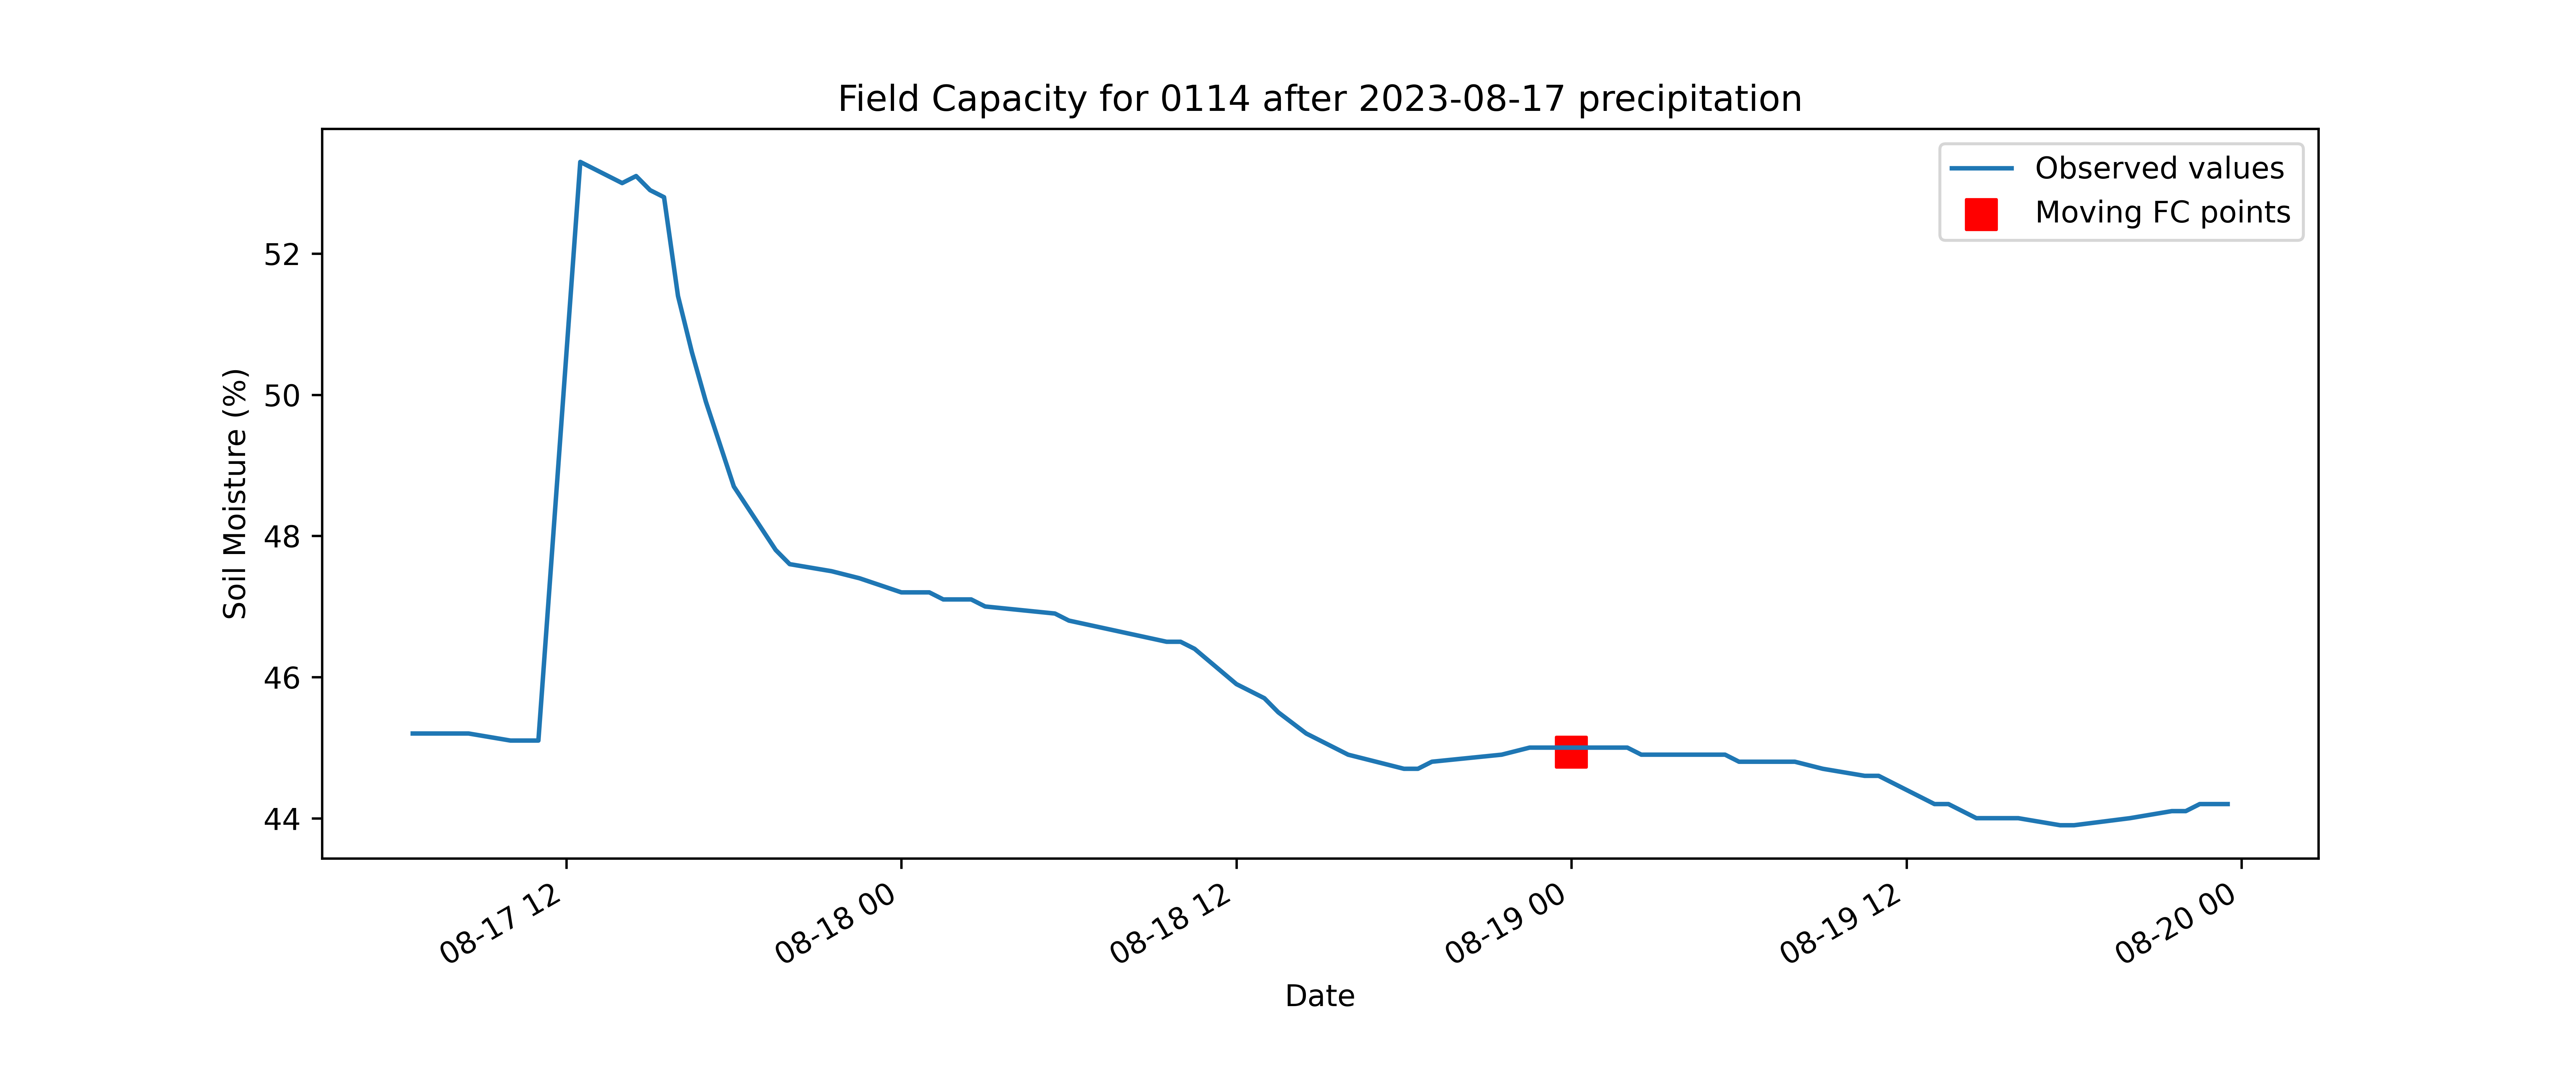 Field Capacity for 0114 after 2023-08-17 precipitation
Observed values
Moving FC points
Soil Moisture (%)
52
50
48
46
44
08-17 12
08-18 00
08-18 12
08-19 00
08-19 12
08-20 00
Date